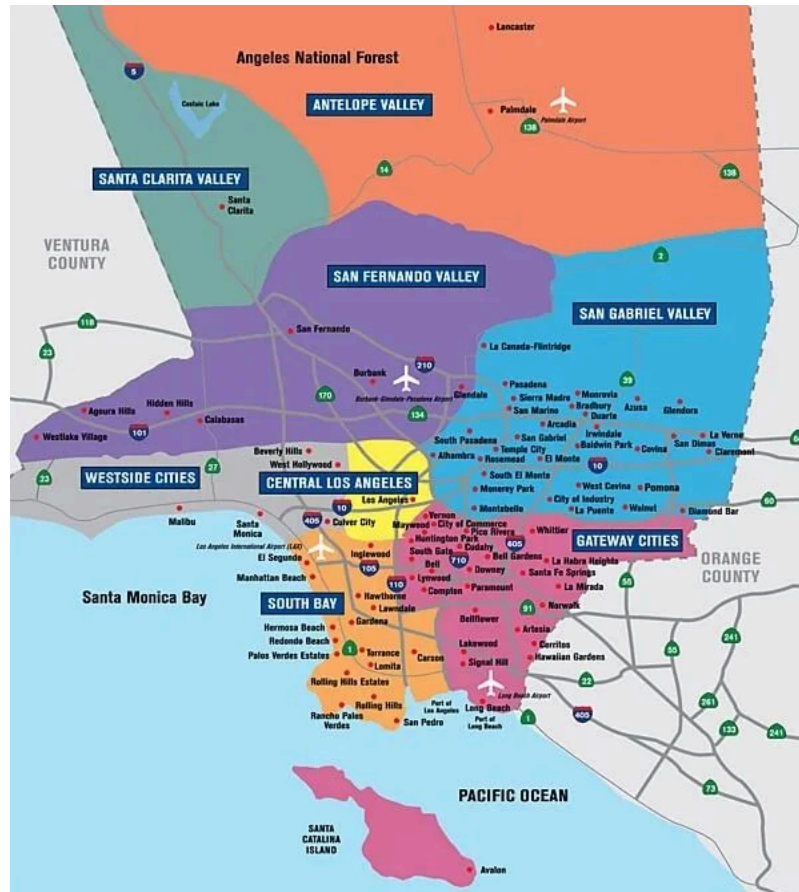 Lancaster
Angeles National Forest
5
Castaic Lake
ANTELOPE VALLEY
Palmdale
Palmdale Airport
138
14
138
SANTA CLARITA VALLEY
Santa
Clarita
VENTURA
COUNTY
2
SAN FERNANDO VALLEY
SAN GABRIEL VALLEY
118
23
San Fernando
La Canada-Flintridge
210
Burbank
Burbank-Glendale-Pasadena Airport
170
134
Glendale
Pasadena
39
Sierra Madre
Monrovia
San Marino
Bradbury
Duarte
Azusa
Glendora
Agoura Hills
Hidden Hills
Calabasas
Westlake Village
101
Arcadia
Irwindale
South Pasadena
San Gabriel
Baldwin Park
San Dimas
La Verne
Claremont
Beverly Hills
West Hollywood
Alhambra
Temple City
Rosemead
El Monte
Covina
10
WESTSIDE CITIES
23
27
CENTRAL LOS ANGELES
South El Monte
Monerey Park
West Covina
Pomona
Los Angeles
City of Industry
Montebello
La Puente
Walnut
Diamond Bar
60
Malibu
Santa
Monica
10
405
Culver City
Los Angeles International Airport (LAX)
Vernon
Maywood
City of Commerce
Pico Rivera
Whittier
GATEWAY CITIES
Huntington Park
605
Inglewood
El Segundo
105
South Gate
Cudahy
Bell
710
Bell Gardens
La Habra Heights
ORANGE
COUNTY
Manhattan Beach
110
Lynwood
Downey
Santa Fe Springs
Compton
Paramount
La Mirada
Santa Monica Bay
SOUTH BAY
Hawthorne
Lawndale
Gardena
91
Norwalk
Bellflower
Hermosa Beach
Redondo Beach
Palos Verdes Estates
1
Torrance
Lomita
Carson
Artesia
Lakewood
Cerritos
Signal Hill
Hawaiian Gardens
55
241
Rolling Hills Estates
22
Long Beach Airport
Rolling Hills
Rancho Palos
Verdes
San Pedro
Part of
Los Angeles
Long Beach
Part of
Long Beach
1
405
261
133
241
73
PACIFIC OCEAN
SANTA
CATALINA
ISLAND
Avalon